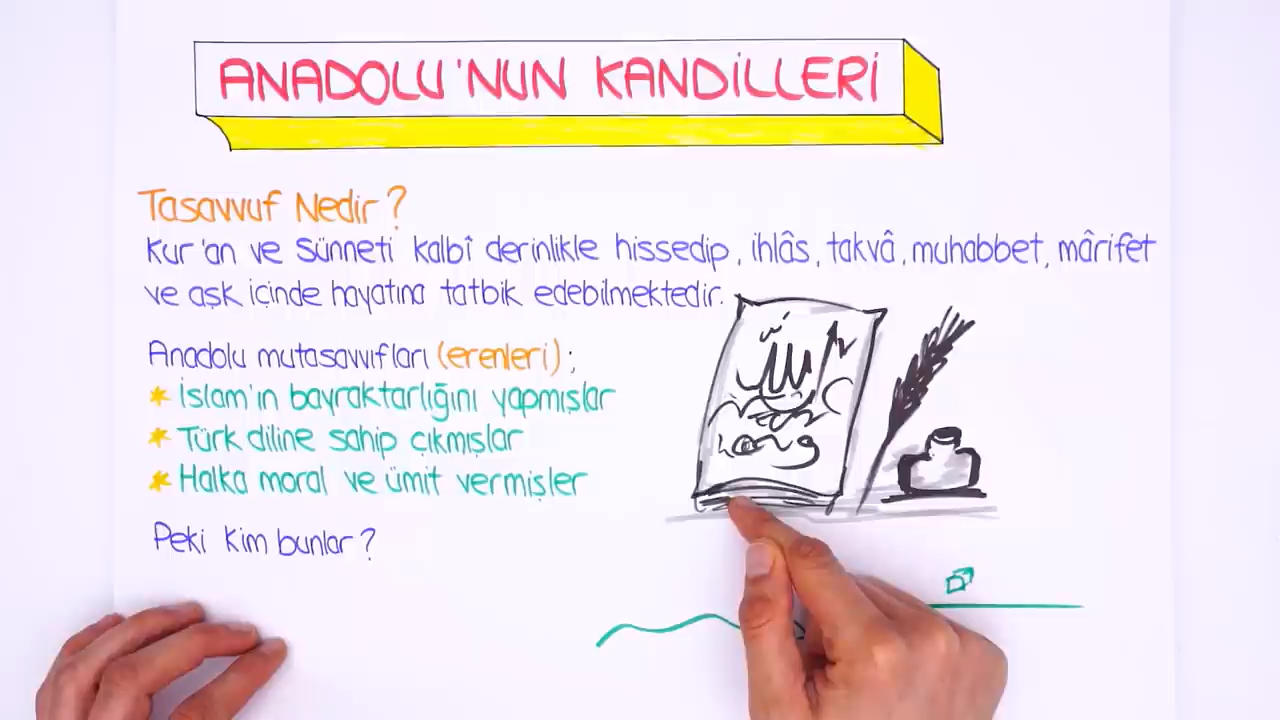 ANADOLU'NUN KANDİLLERİ
Tasavvuf Nedir?
Kur'an ve Sünneti kalbî derinlikle hissedip, ihlâs, takvâ, muhabbet, mârifet
ve aşk içinde hayatına tatbik edebilmektedir.
Anadolu mutasavvıfları (erenleri);
* İslam'ın bayraktarlığını yapmışlar
* Türk diline sahip çıkmışlar
* Halka moral ve ümit vermişler
Peki kim bunlar?